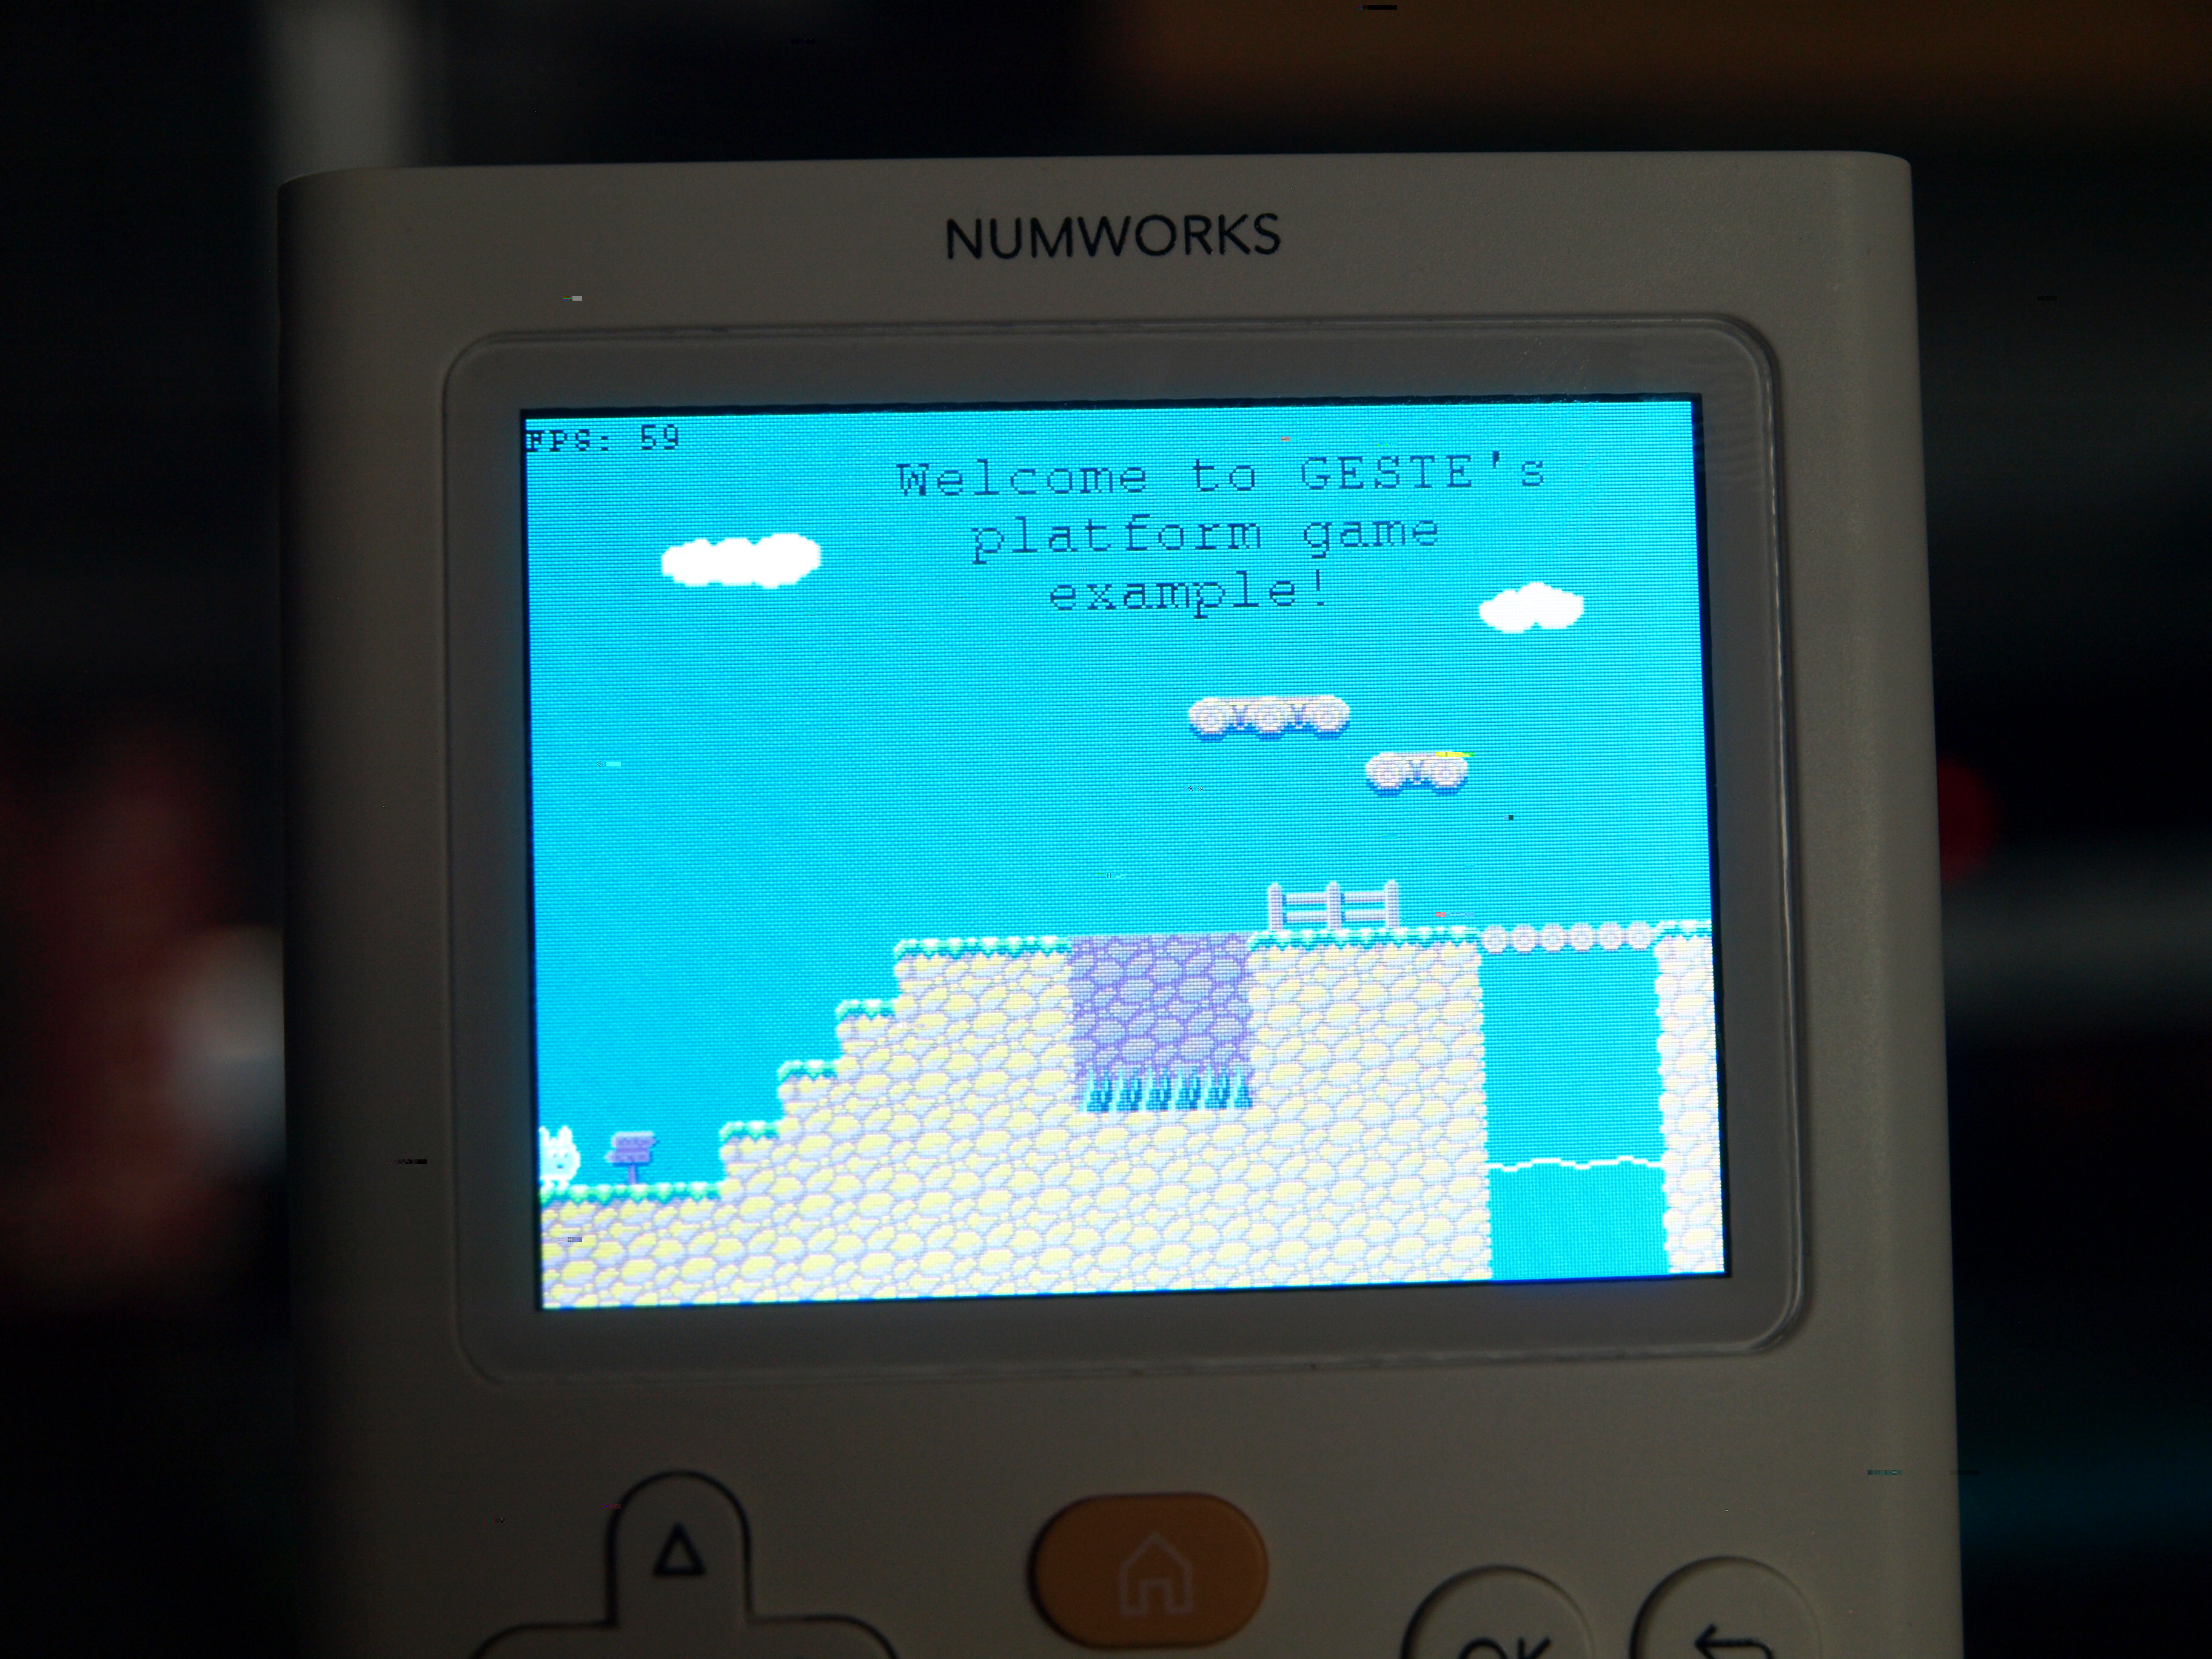 NUMWORKS
FPS: 59
Welcome to GESTE's
platform game
example!
OK